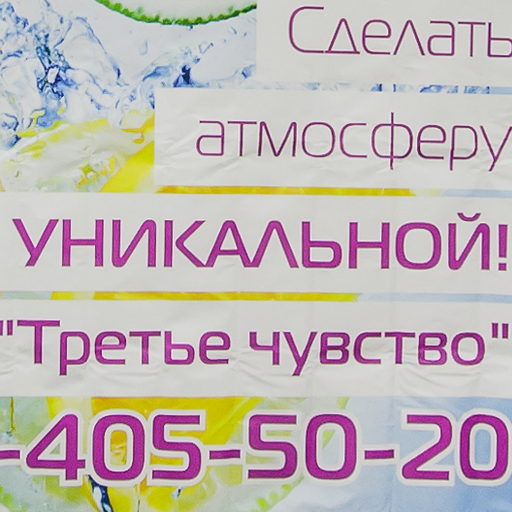 Сделать
атмосферу
УНИКАЛЬНОЙ!
"Третье чувство"
-405-50-20